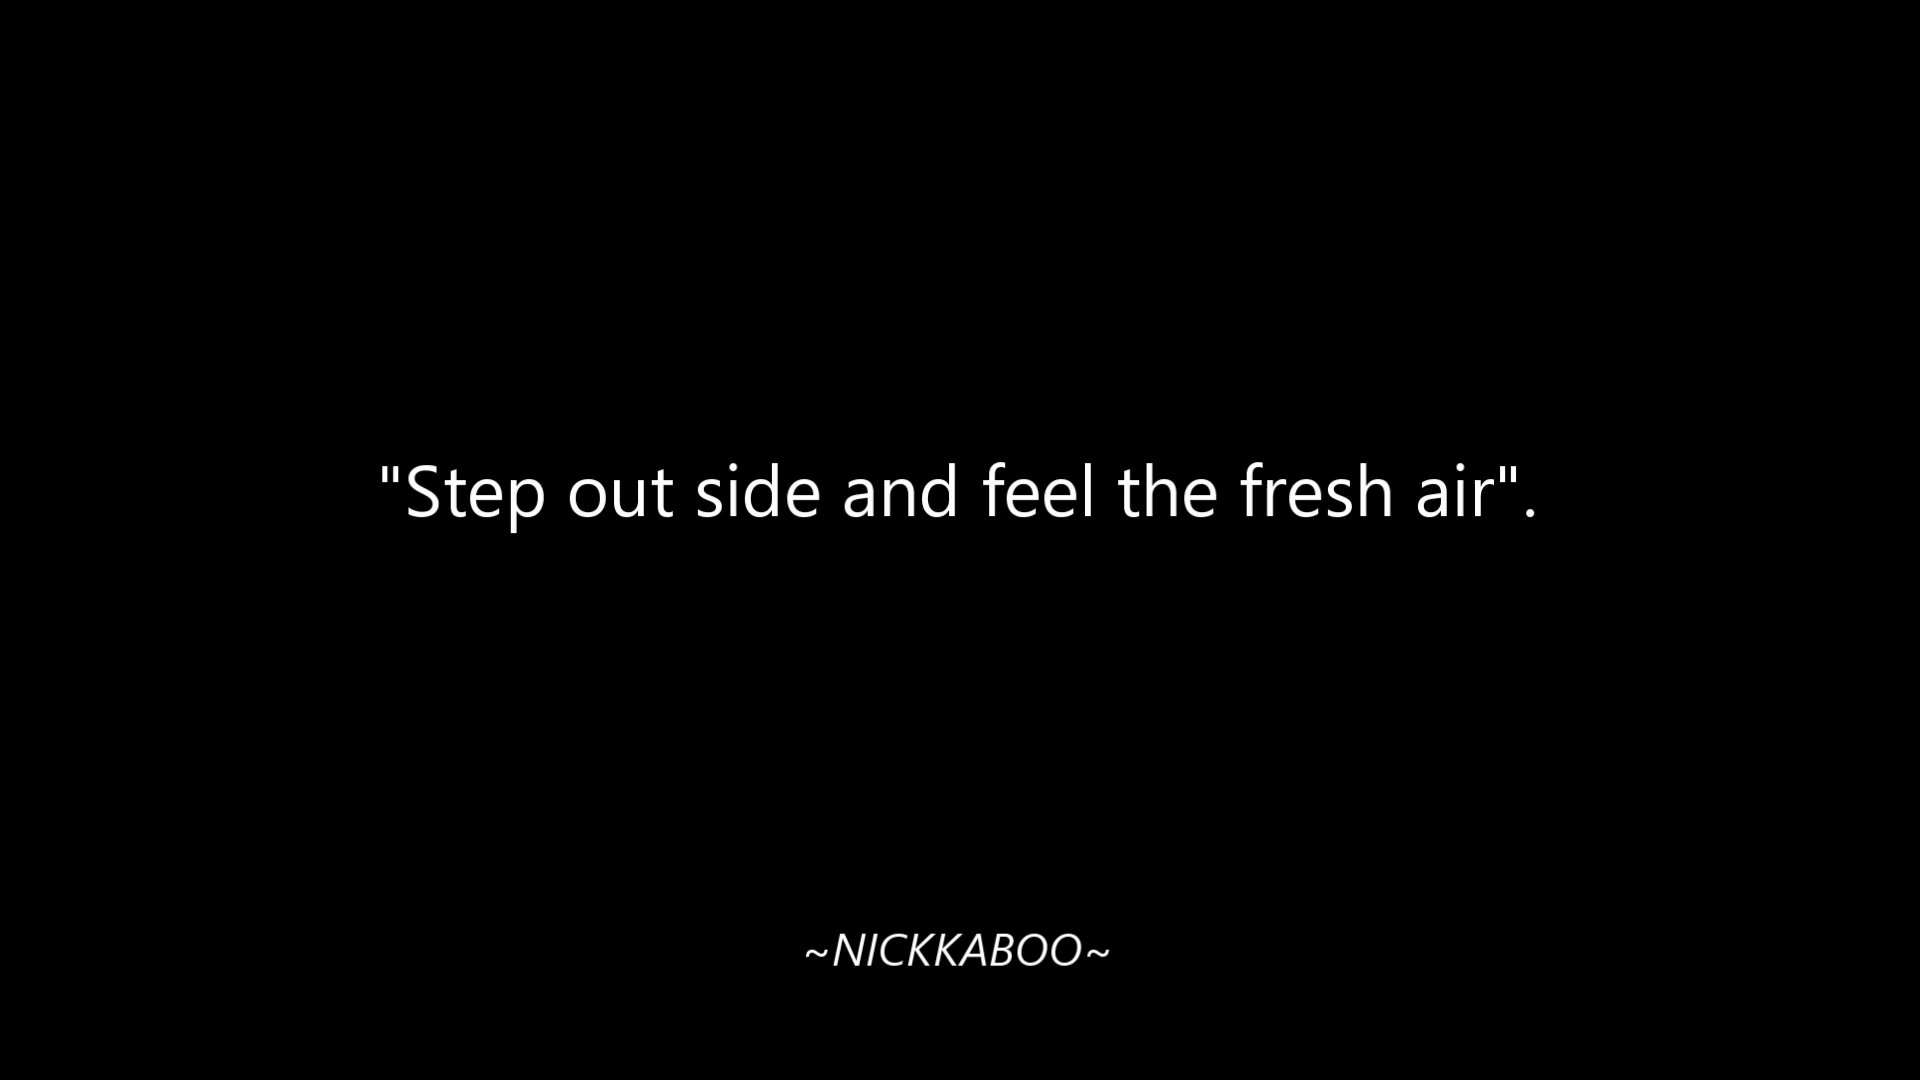 "Step out side and feel the fresh air".
~NICKKABOO~